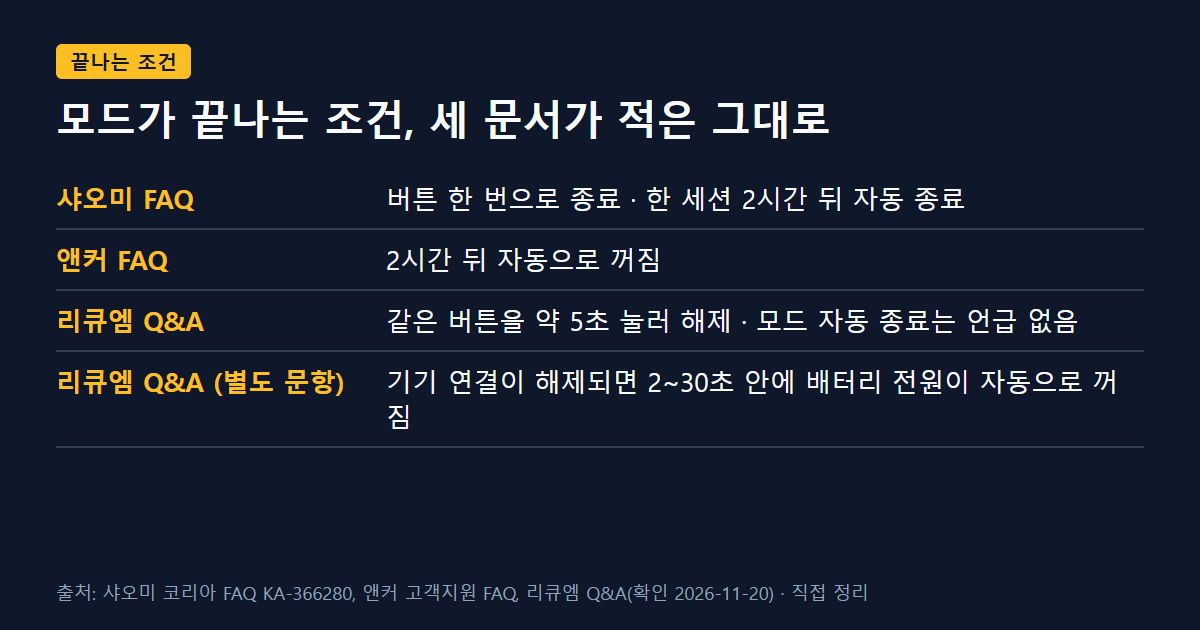 끝나는 조건
모드가 끝나는 조건, 세 문서가 적은 그대로
샤오미 FAQ 버튼 한 번으로 종료 · 한 세션 2시간 뒤 자동 종료
앤커 FAQ 2시간 뒤 자동으로 꺼짐
리큐엠 Q&A 같은 버튼을 약 5초 눌러 해제 · 모드 자동 종료는 언급 없음
리큐엠 Q&A (별도 문항) 기기 연결이 해제되면 2~30초 안에 배터리 전원이 자동으로 꺼
짐
출처: 샤오미 코리아 FAQ KA-366280, 앤커 고객지원 FAQ, 리큐엠 Q&A(확인 2026-11-20) · 직접 정리